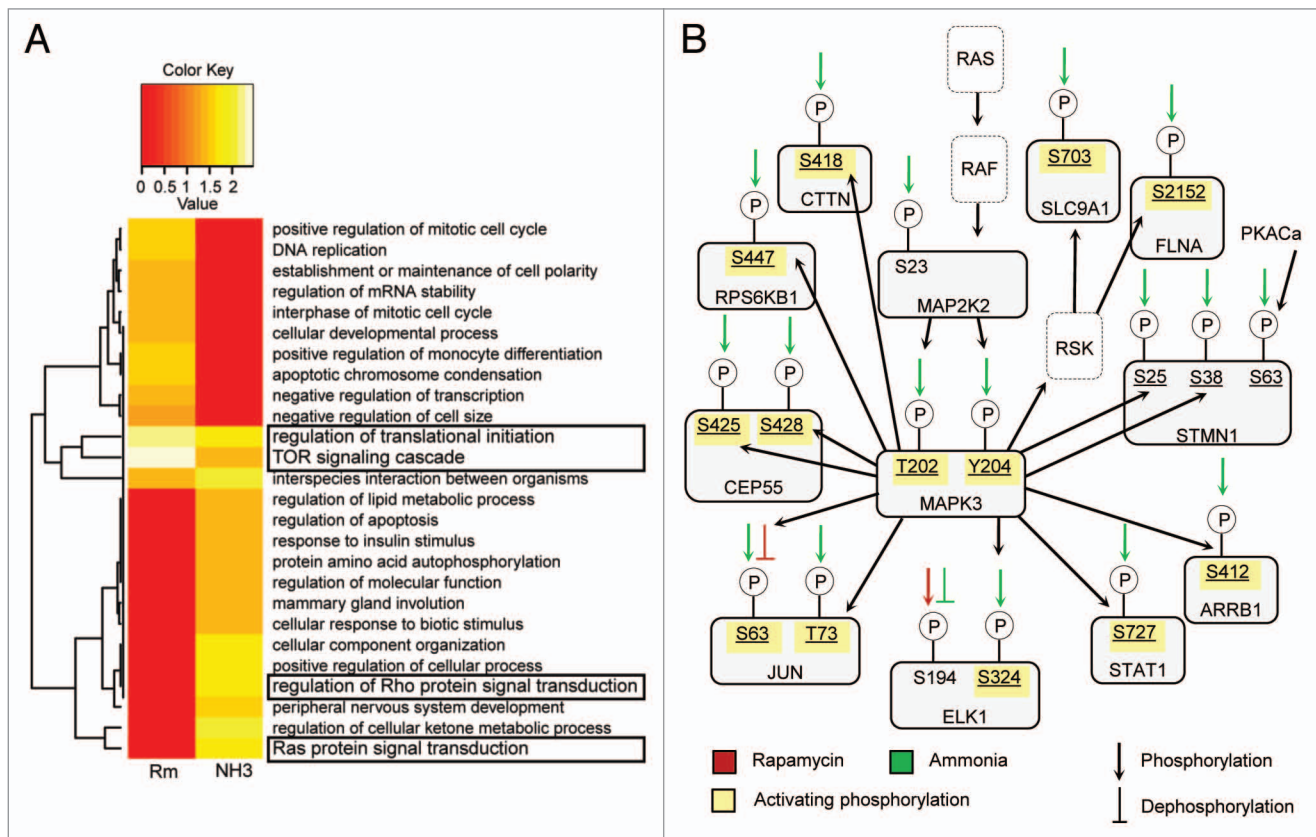 A
Color Key
0 0.5 1 1.5 2
Value
positive regulation of mitotic cell cycle
DNA replication
establishment or maintenance of cell polarity
regulation of mRNA stability
interphase of mitotic cell cycle
cellular developmental process
positive regulation of monocyte differentiation
apoptotic chromosome condensation
negative regulation of transcription
negative regulation of cell size
regulation of translational initiation
TOR signaling cascade
interspecies interaction between organisms
regulation of lipid metabolic process
regulation of apoptosis
response to insulin stimulus
protein amino acid autophosphorylation
regulation of molecular function
mammary gland involution
cellular response to biotic stimulus
cellular component organization
positive regulation of cellular process
regulation of Rho protein signal transduction
peripheral nervous system development
regulation of cellular ketone metabolic process
Ras protein signal transduction
Rm NH3
B
RAS
P P
P
RAF
S418 S703
CTTN SLC9A1
P P
S2152
FLNA
PKACa
S447 S23
RPS6KB1 MAP2K2
RSK
P P P
P P
S25 S38 S63
STMN1
P P
S425 S428
CEP55
T202 Y204
MAPK3
P
S412
ARRB1
P P P P P
S63 T73
JUN
S194 S324
ELK1
S727
STAT1
Rapamycin Ammonia Phosphorylation
Activating phosphorylation Dephosphorylation